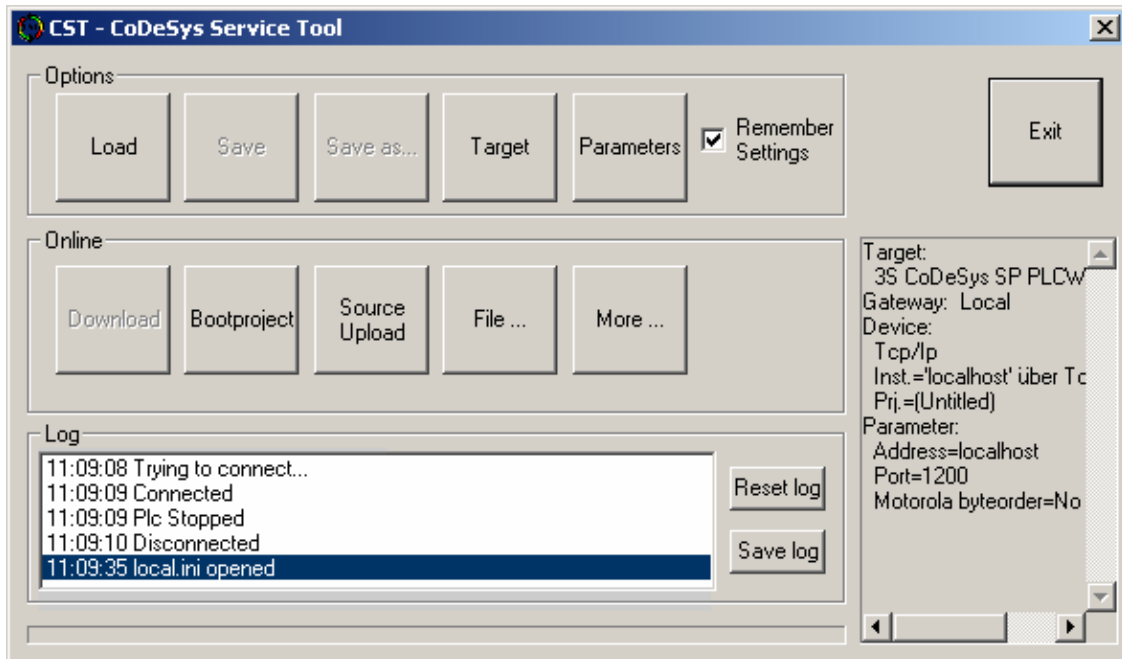 CST - CoDeSys Service Tool
Options
Load
Save
Save as...
Target
Parameters
Remember
Settings
Exit
Online
Download
Bootproject
Source
Upload
File ...
More ...
Target:
3S CoDeSys SP PLCW
Gateway: Local
Device:
Tcp/Ip
Inst.='localhost' über Tc
Prj.=(Untitled)
Parameter:
Address=localhost
Port=1200
Motorola byteorder=No
Log
11:09:08 Trying to connect...
11:09:09 Connected
11:09:09 Plc Stopped
11:09:10 Disconnected
11:09:35 local.ini opened
Reset log
Save log